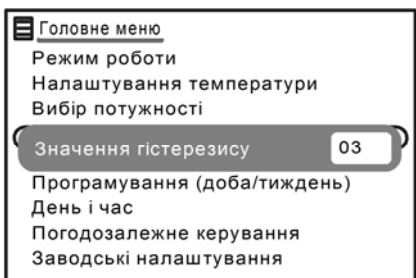 Головне меню
Режим роботи
Налаштування температури
Вибір потужності
Значення гістерезису 03
Програмування (доба/тиждень)
День і час
Погодозалежне керування
Заводські налаштування